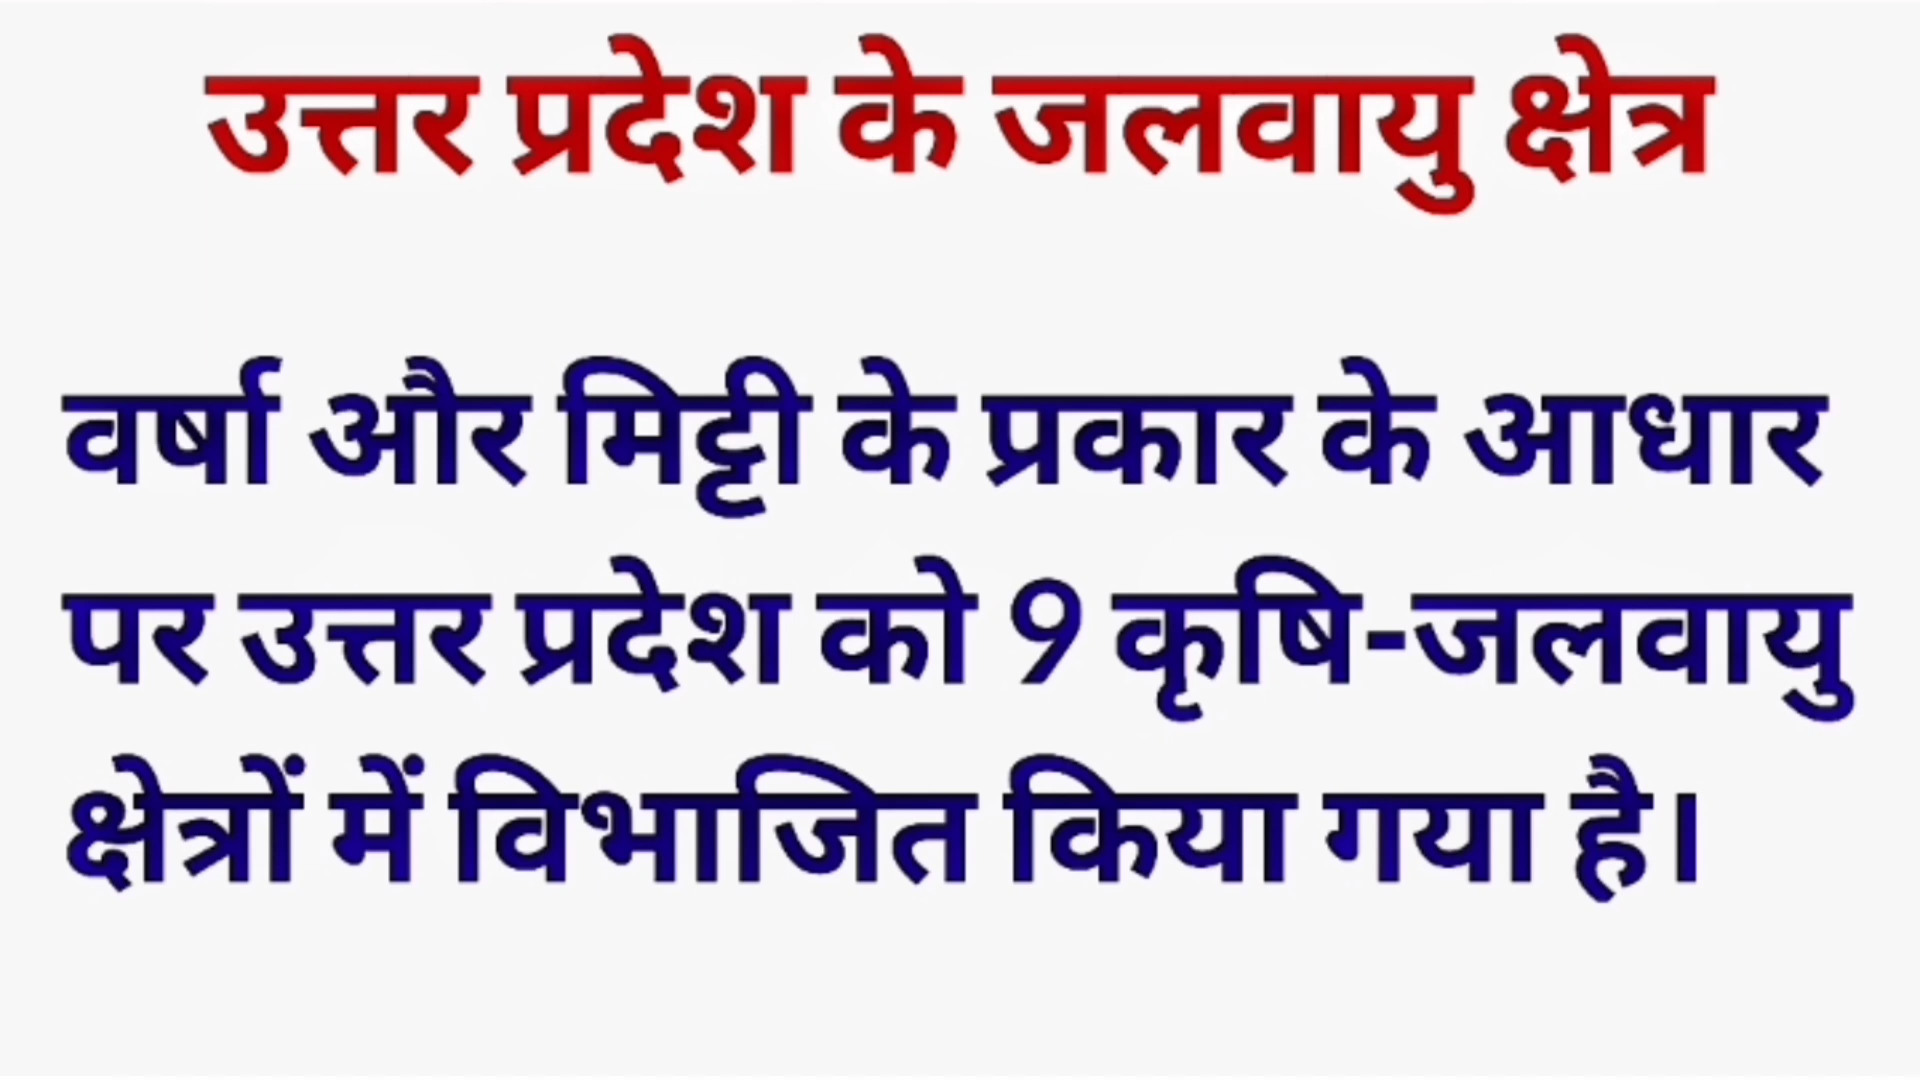 उत्तर प्रदेश के जलवायु क्षेत्र
वर्षा और मिट्टी के प्रकार के आधार
पर उत्तर प्रदेश को 9 कृषि-जलवायु
क्षेत्रों में विभाजित किया गया है।